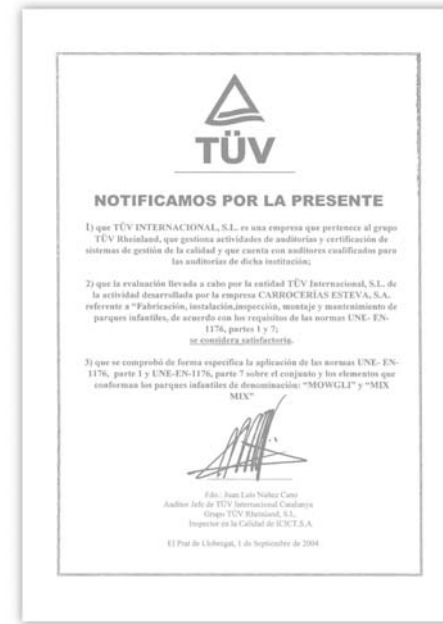 TÜV
NOTIFICAMOS POR LA PRESENTE
1) que TÜV INTERNACIONAL, S.L. es una empresa que pertenece al grupo
TÜV Rheinland, que gestiona actividades de auditorias y certificación de
sistemas de gestión de la calidad y que cuenta con auditores cualificados para
las auditorias de dicha institución;
2) que la evaluación llevada a cabo por la entidad TÜV Internacional, S.L. de
la actividad desarrollada por la empresa CARROCERÍAS ESTEVA, S.A.
referente a “Fabricación, instalación,inspección, montaje y mantenimiento de
parques infantiles, de acuerdo con los requisitos de las normas UNE- EN-
1176, partes 1 y 7;
se considera satisfactoria.
3) que se comprobó de forma específica la aplicación de las normas UNE- EN-
1176, parte 1 y UNE-EN-1176, parte 7 sobre el conjunto y los elementos que
conforman los parques infantiles de denominación: “MOWGLI” y “MIX
MIX”
Fdo.: Juan Luis Núñez Cano
Auditor Jefe de TÜV Internacional Catalunya
Grupo TÜV Rheinland, S.L.
Inspector en la Calidad de ICICT,S.A.
El Prat de Llobregat, 1 de Septiembre de 2004